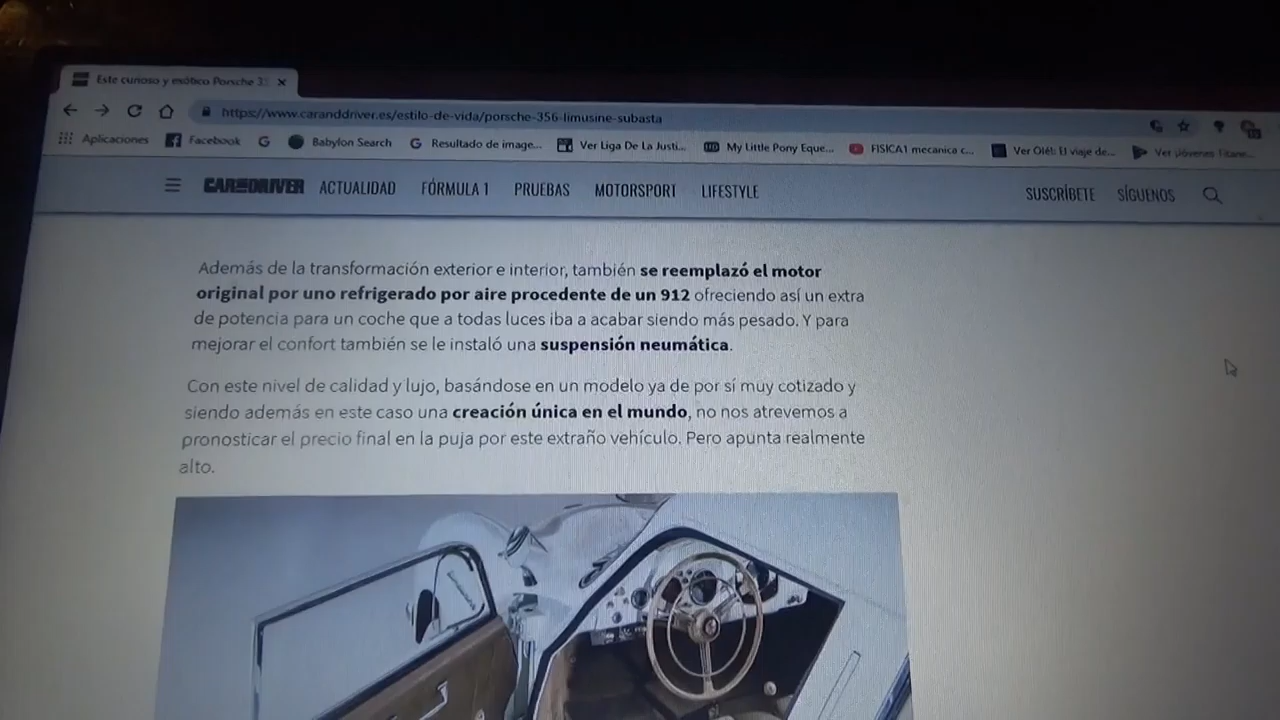 Este curioso y exótico Porsche 35
https://www.caranddriver.es/estilo-de-vida/porsche-356-limusine-subasta
Aplicaciones Facebook Babylon Search Resultado de image... Ver Liga De La Justi... My Little Pony Eque... FISICA1 mecanica c... Ver Olé!: El viaje de... Ver Jóvenes Titane...
CAR AND DRIVER ACTUALIDAD FÓRMULA 1 PRUEBAS MOTORSPORT LIFESTYLE SUSCRÍBETE SÍGUENOS
Además de la transformación exterior e interior, también se reemplazó el motor
original por uno refrigerado por aire procedente de un 912 ofreciendo así un extra
de potencia para un coche que a todas luces iba a acabar siendo más pesado. Y para
mejorar el confort también se le instaló una suspensión neumática.
Con este nivel de calidad y lujo, basándose en un modelo ya de por sí muy cotizado y
siendo además en este caso una creación única en el mundo, no nos atrevemos a
pronosticar el precio final en la puja por este extraño vehículo. Pero apunta realmente
alto.